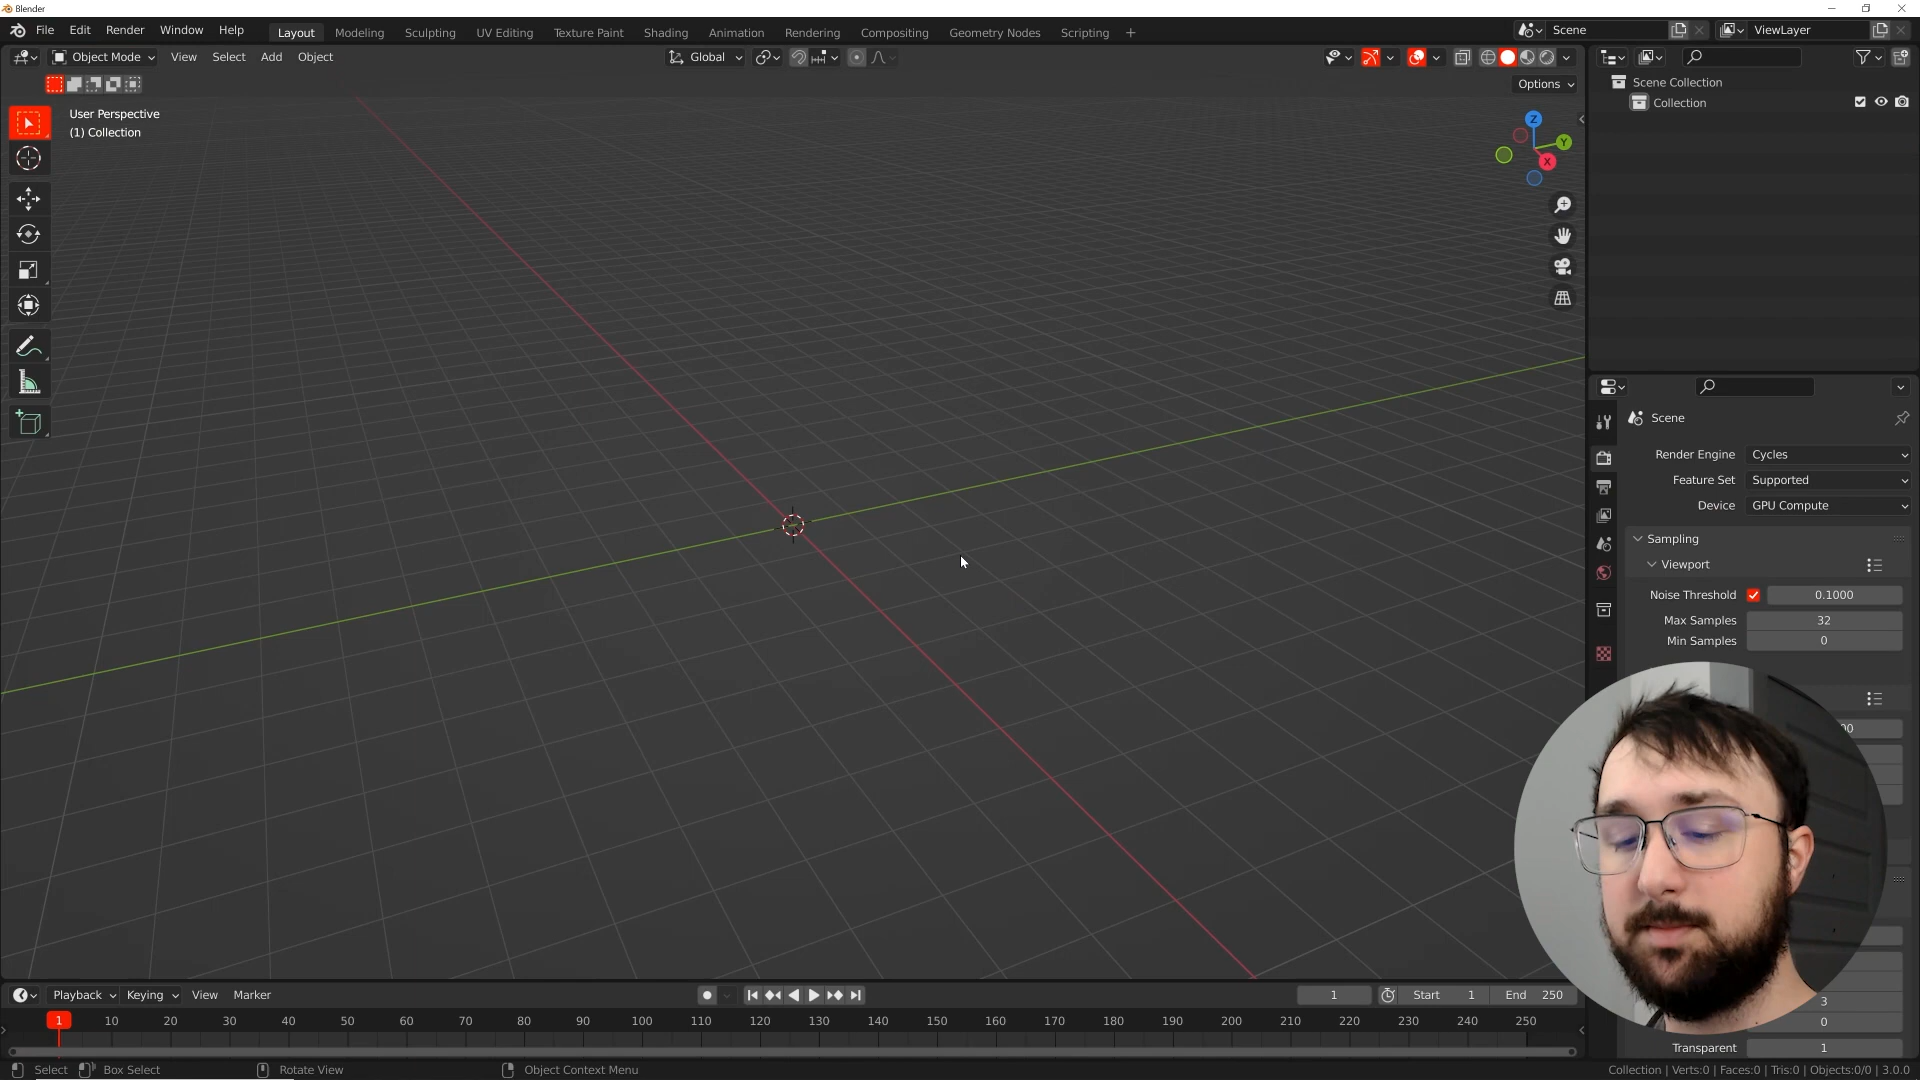 Blender
File Edit Render Window Help Layout Modeling Sculpting UV Editing Texture Paint Shading Animation Rendering Compositing Geometry Nodes Scripting + Scene ViewLayer
Object Mode View Select Add Object Global
Options
User Perspective
(1) Collection
Z
Y
X
Scene Collection
Collection
Scene
Render Engine Cycles
Feature Set Supported
Device GPU Compute
Sampling
Viewport
Noise Threshold 0.1000
Max Samples 32
Min Samples 0
00
3
0
Transparent 1
Playback Keying View Marker 1 Start 1 End 250
1 10 20 30 40 50 60 70 80 90 100 110 120 130 140 150 160 170 180 190 200 210 220 230 240 250
Select Box Select Rotate View Object Context Menu Collection | Verts:0 | Faces:0 | Tris:0 | Objects:0/0 | 3.0.0